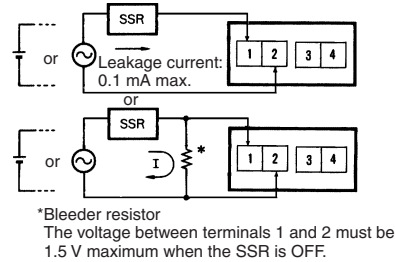 SSR
or
Leakage current:
0.1 mA max.
1 2 3 4
or
SSR
or
I
*
1 2 3 4
*Bleeder resistor
The voltage between terminals 1 and 2 must be
1.5 V maximum when the SSR is OFF.